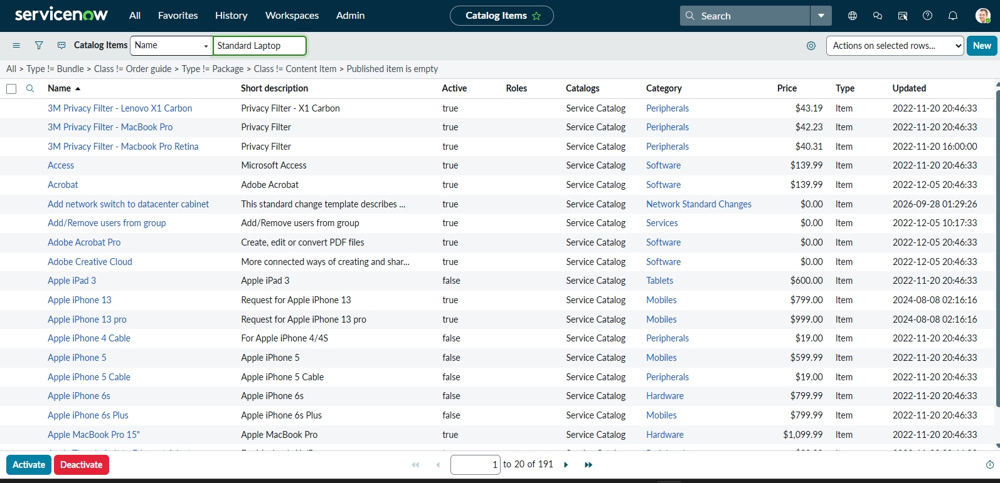 servicenow All Favorites History Workspaces Admin Catalog Items Search
Catalog Items Name Standard Laptop Actions on selected rows... New
All > Type != Bundle > Class != Order guide > Type != Package > Class != Content Item > Published item is empty
Name Short description Active Roles Catalogs Category Price Type Updated
3M Privacy Filter - Lenovo X1 Carbon Privacy Filter - X1 Carbon true Service Catalog Peripherals $43.19 Item 2022-11-20 20:46:33
3M Privacy Filter - MacBook Pro Privacy Filter true Service Catalog Peripherals $42.23 Item 2022-11-20 20:46:33
3M Privacy Filter - Macbook Pro Retina Privacy Filter true Service Catalog Peripherals $40.31 Item 2022-11-20 16:00:00
Access Microsoft Access true Service Catalog Software $139.99 Item 2022-11-20 20:46:33
Acrobat Adobe Acrobat true Service Catalog Software $139.99 Item 2022-12-05 20:46:33
Add network switch to datacenter cabinet This standard change template describes ... true Service Catalog Network Standard Changes $0.00 Item 2026-09-28 01:29:26
Add/Remove users from group Add/Remove users from group true Service Catalog Services $0.00 Item 2022-12-05 10:17:33
Adobe Acrobat Pro Create, edit or convert PDF files true Service Catalog Software $0.00 Item 2022-12-05 20:46:33
Adobe Creative Cloud More connected ways of creating and shar... true Service Catalog Software $0.00 Item 2022-12-05 20:46:33
Apple iPad 3 Apple iPad 3 false Service Catalog Tablets $600.00 Item 2022-11-20 20:46:33
Apple iPhone 13 Request for Apple iPhone 13 true Service Catalog Mobiles $799.00 Item 2024-08-08 02:16:16
Apple iPhone 13 pro Request for Apple iPhone 13 pro true Service Catalog Mobiles $999.00 Item 2024-08-08 02:16:16
Apple iPhone 4 Cable For Apple iPhone 4/4S false Service Catalog Peripherals $19.00 Item 2022-11-20 20:46:33
Apple iPhone 5 Apple iPhone 5 false Service Catalog Mobiles $599.99 Item 2022-11-20 20:46:33
Apple iPhone 5 Cable Apple iPhone 5 Cable false Service Catalog Peripherals $19.00 Item 2022-11-20 20:46:33
Apple iPhone 6s Apple iPhone 6s false Service Catalog Hardware $799.99 Item 2022-11-20 20:46:33
Apple iPhone 6s Plus Apple iPhone 6s Plus false Service Catalog Mobiles $799.99 Item 2022-11-20 20:46:33
Apple MacBook Pro 15" Apple MacBook Pro true Service Catalog Hardware $1,099.99 Item 2022-11-20 20:46:33
Activate Deactivate 1 to 20 of 191